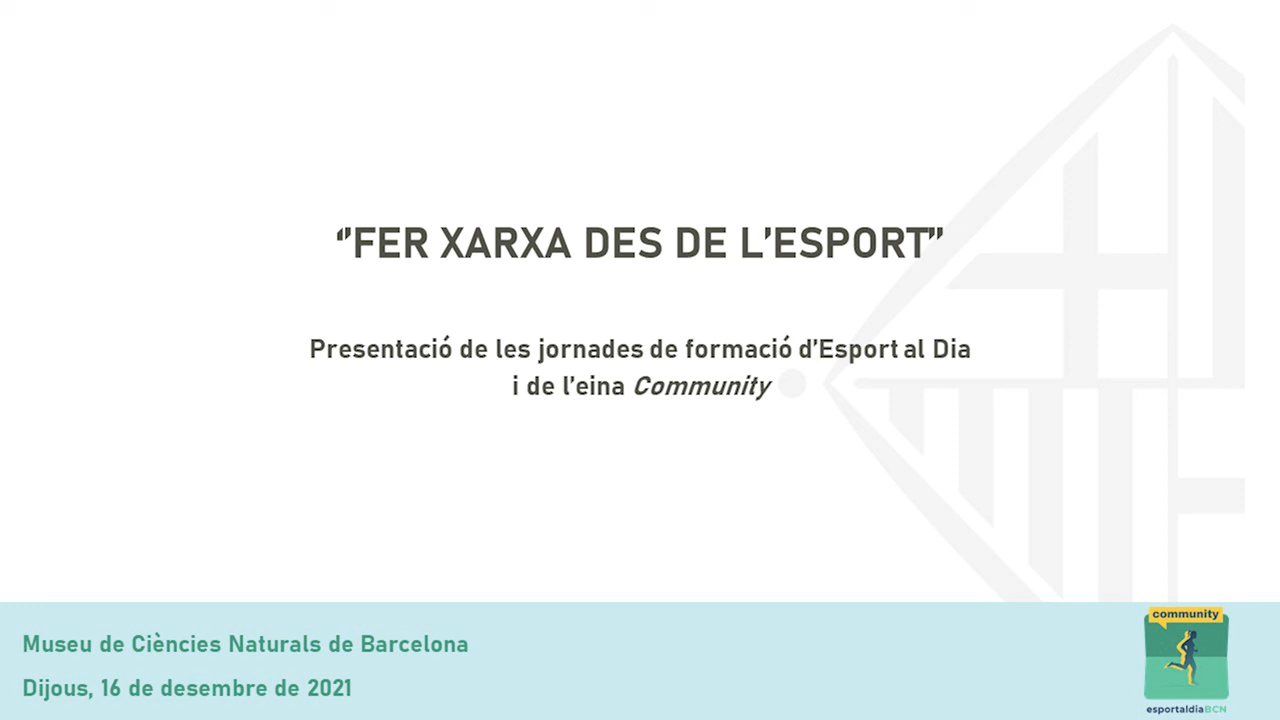 “FER XARXA DES DE L’ESPORT”
Presentació de les jornades de formació d’Esport al Dia
i de l’eina Community
Museu de Ciències Naturals de Barcelona
Dijous, 16 de desembre de 2021
community
esportaldiaBCN